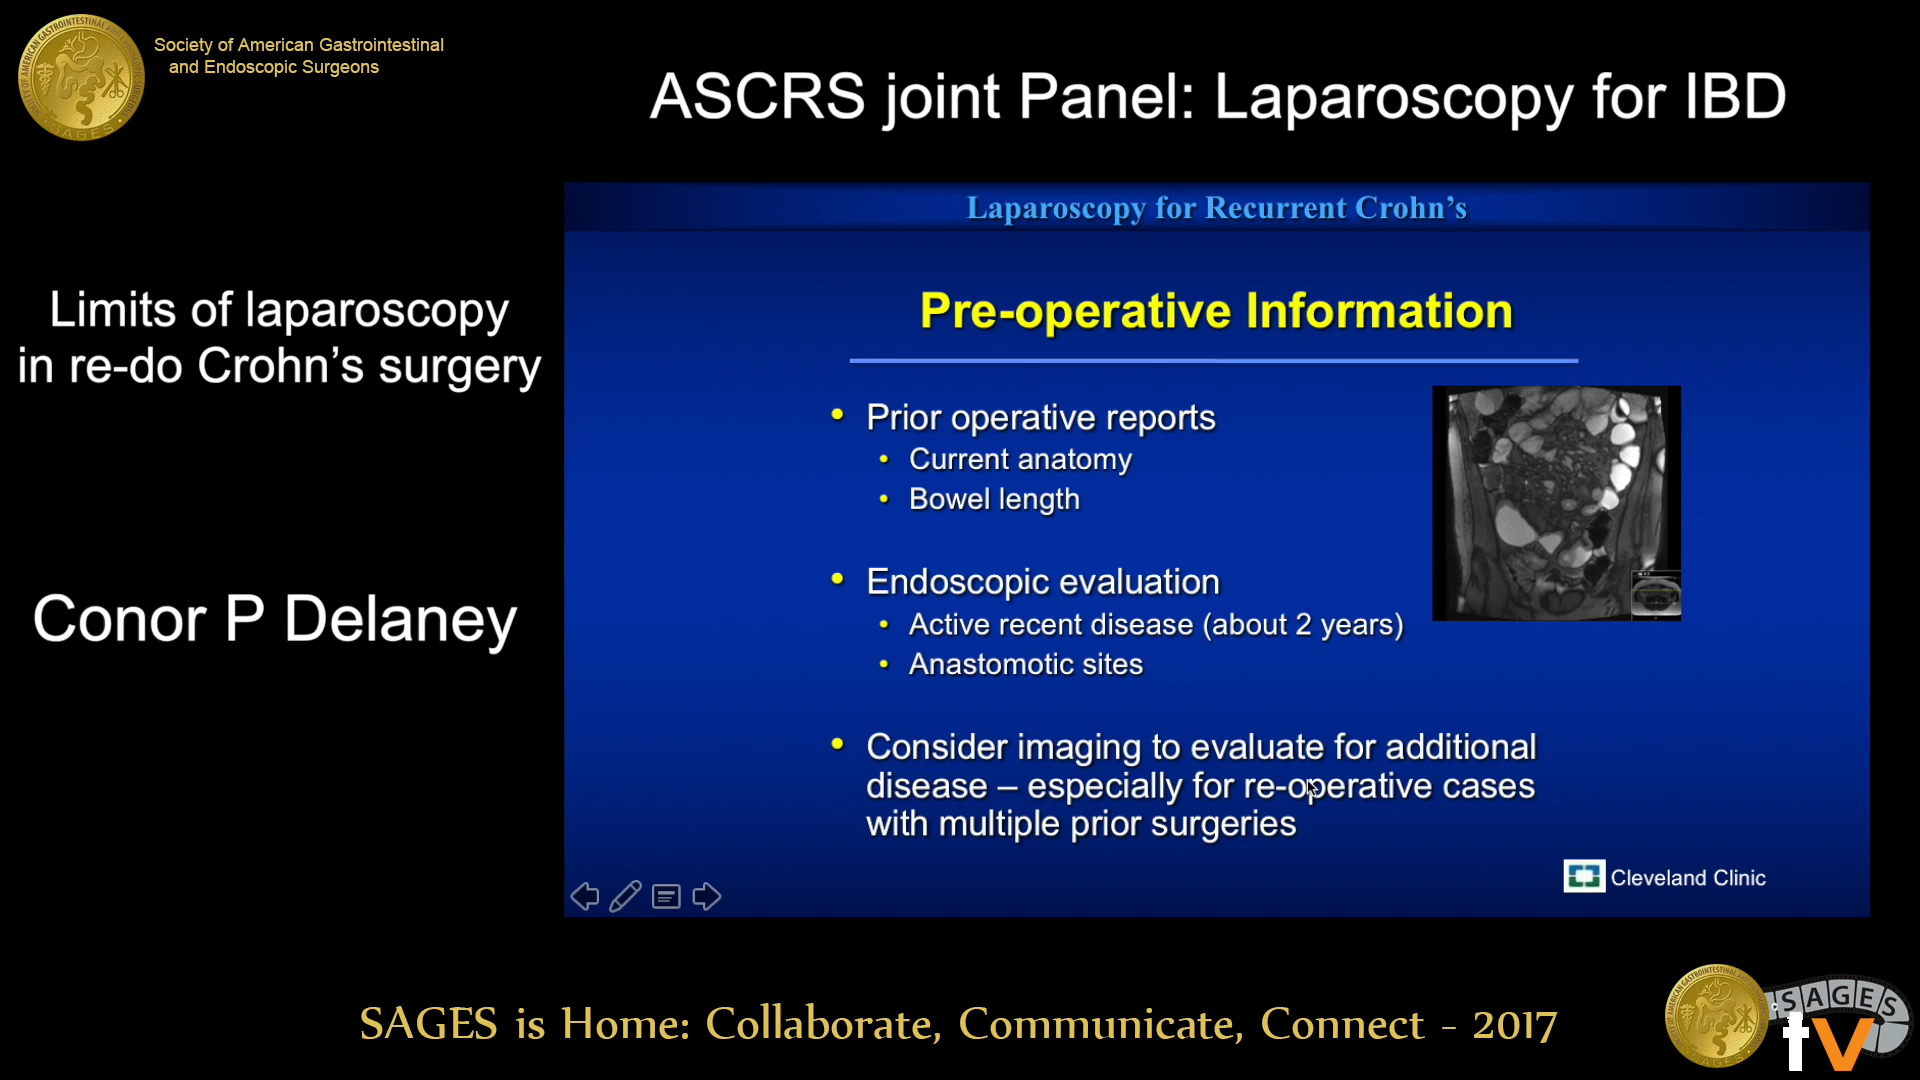 Society of American Gastrointestinal
and Endoscopic Surgeons
ASCRS joint Panel: Laparoscopy for IBD
Limits of laparoscopy
in re-do Crohn’s surgery
Conor P Delaney
Laparoscopy for Recurrent Crohn’s
Pre-operative Information
• Prior operative reports
• Current anatomy
• Bowel length
• Endoscopic evaluation
• Active recent disease (about 2 years)
• Anastomotic sites
• Consider imaging to evaluate for additional
disease – especially for re-operative cases
with multiple prior surgeries
Cleveland Clinic
SAGES is Home: Collaborate, Communicate, Connect - 2017
SAGES
tv